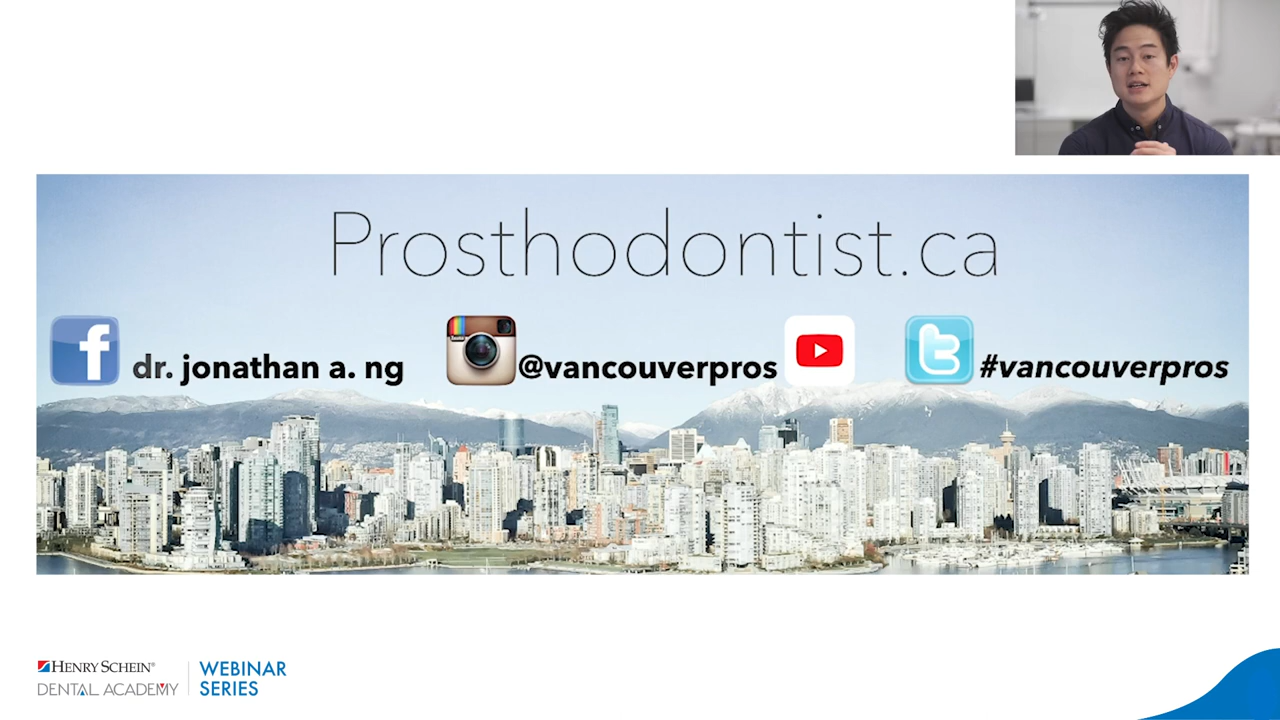 Prosthodontist.ca
dr. jonathan a. ng @vancouverpros #vancouverpros
HENRY SCHEIN®
DENTAL ACADEMY
WEBINAR
SERIES